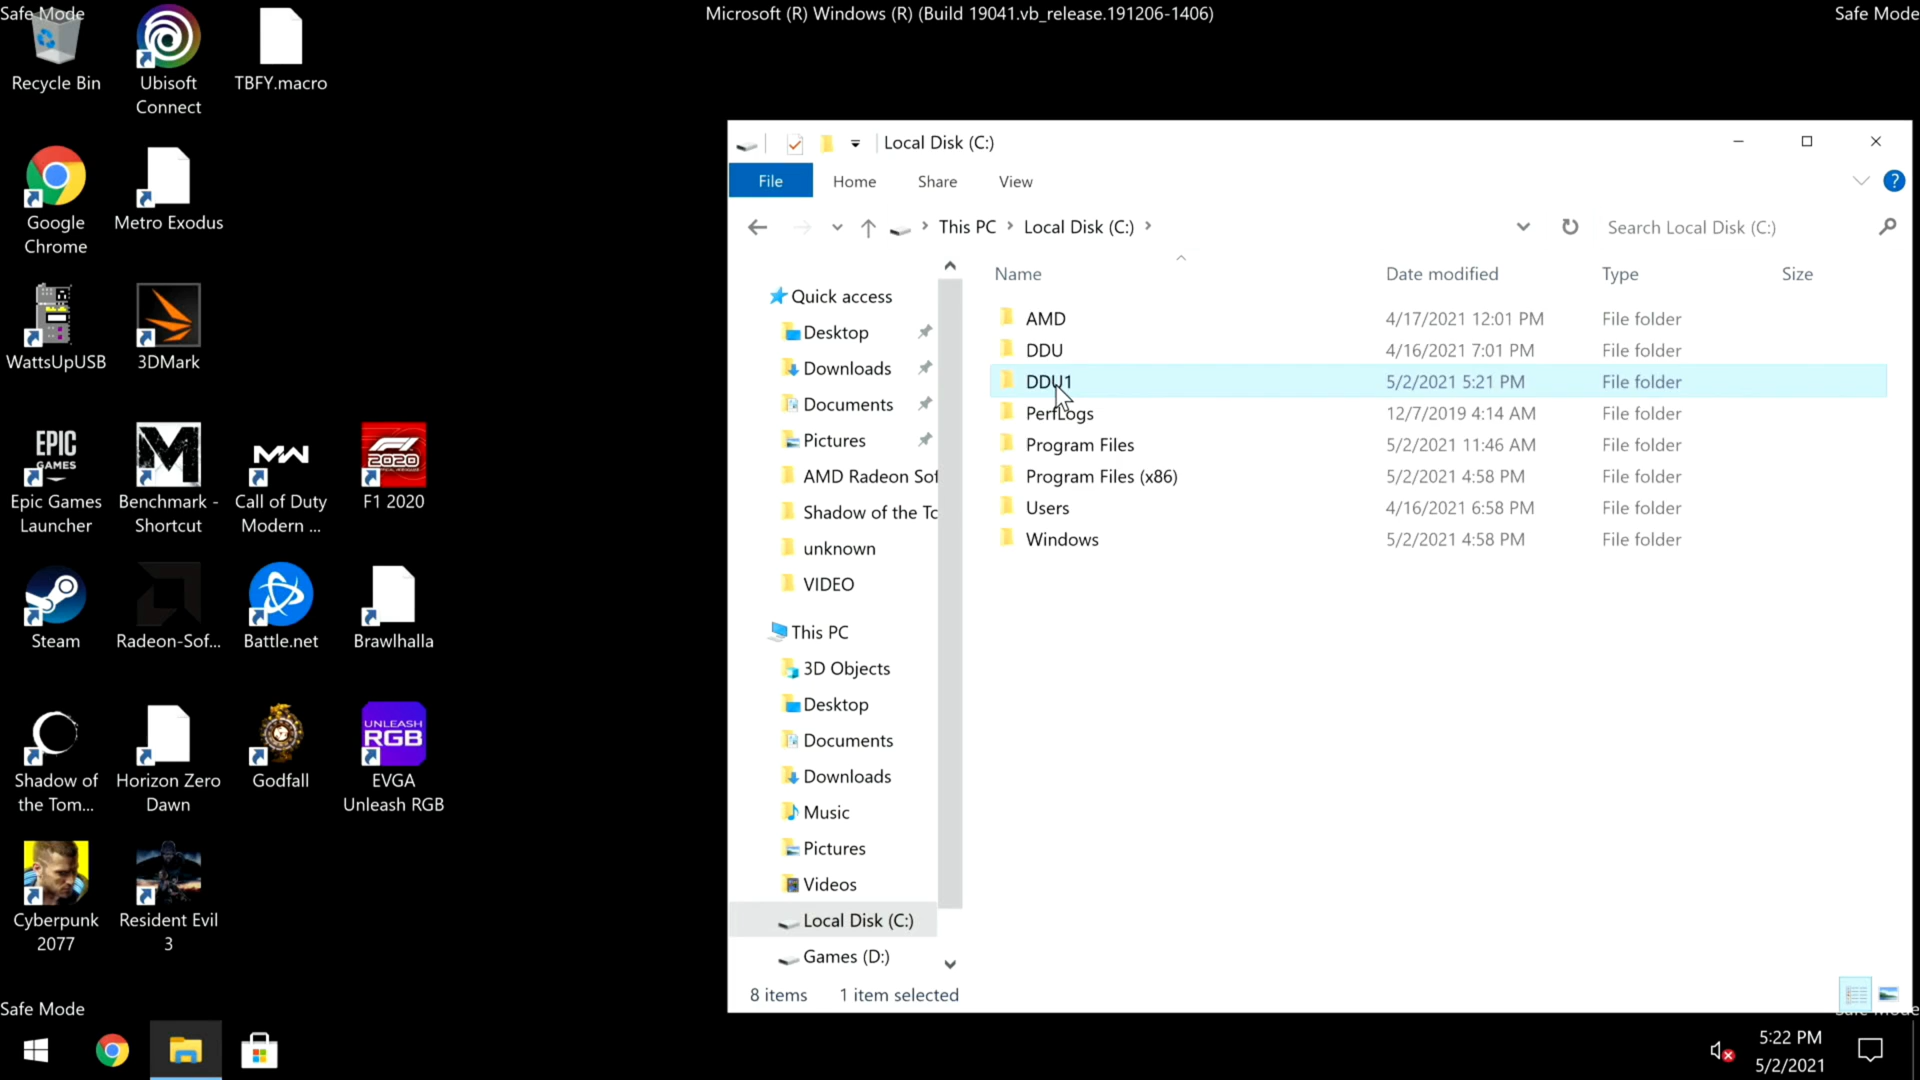 Safe Mode
Microsoft (R) Windows (R) (Build 19041.vb_release.191206-1406)
Safe Mode
Recycle Bin
Ubisoft
Connect
TBFY.macro
Google
Chrome
Metro Exodus
WattsUpUSB
3DMark
EPIC
GAMES
Epic Games
Launcher
Benchmark -
Shortcut
MW
Call of Duty
Modern ...
F1
2020
F1 2020
Steam
Radeon-Sof...
Battle.net
Brawlhalla
Shadow of
the Tom...
Horizon Zero
Dawn
Godfall
UNLEASH
RGB
EVGA
Unleash RGB
Cyberpunk
2077
Resident Evil
3
Local Disk (C:)
File
Home
Share
View
?
This PC
Local Disk (C:)
Search Local Disk (C:)
Quick access
Desktop
Downloads
Documents
Pictures
AMD Radeon Sof
Shadow of the To
unknown
VIDEO
This PC
3D Objects
Desktop
Documents
Downloads
Music
Pictures
Videos
Local Disk (C:)
Games (D:)
Name Date modified Type Size
AMD 4/17/2021 12:01 PM File folder
DDU 4/16/2021 7:01 PM File folder
DDU1 5/2/2021 5:21 PM File folder
PerfLogs 12/7/2019 4:14 AM File folder
Program Files 5/2/2021 11:46 AM File folder
Program Files (x86) 5/2/2021 4:58 PM File folder
Users 4/16/2021 6:58 PM File folder
Windows 5/2/2021 4:58 PM File folder
8 items 1 item selected
Safe Mode
Safe Mode
5:22 PM
5/2/2021